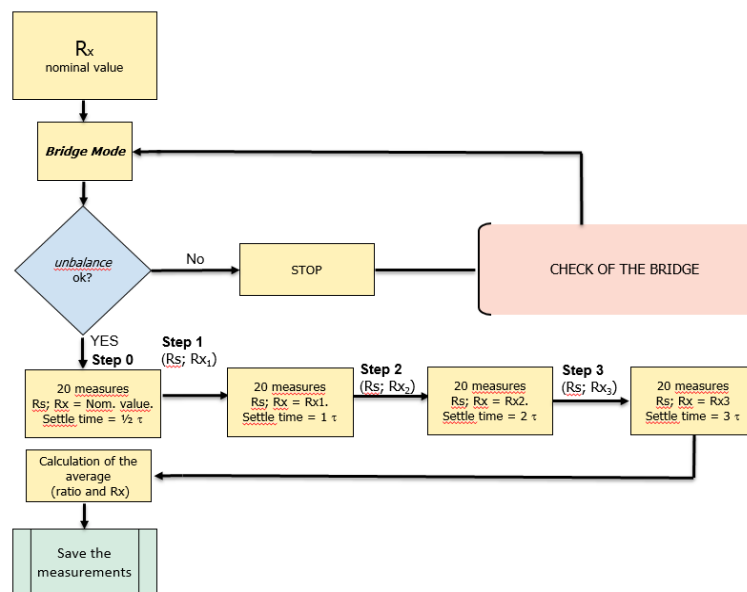 Rx
nominal value
Bridge Mode
unbalance
ok?
No
STOP
CHECK OF THE BRIDGE
YES
Step 0
Step 1
(Rs; Rx1)
Step 2
(Rs; Rx2)
Step 3
(Rs; Rx3)
20 measures
Rs; Rx = Nom. value.
Settle time = ½ τ
20 measures
Rs; Rx = Rx1.
Settle time = 1 τ
20 measures
Rs; Rx = Rx2.
Settle time = 2 τ
20 measures
Rs; Rx = Rx3
Settle time = 3 τ
Calculation of the
average
(ratio and Rx)
Save the
measurements